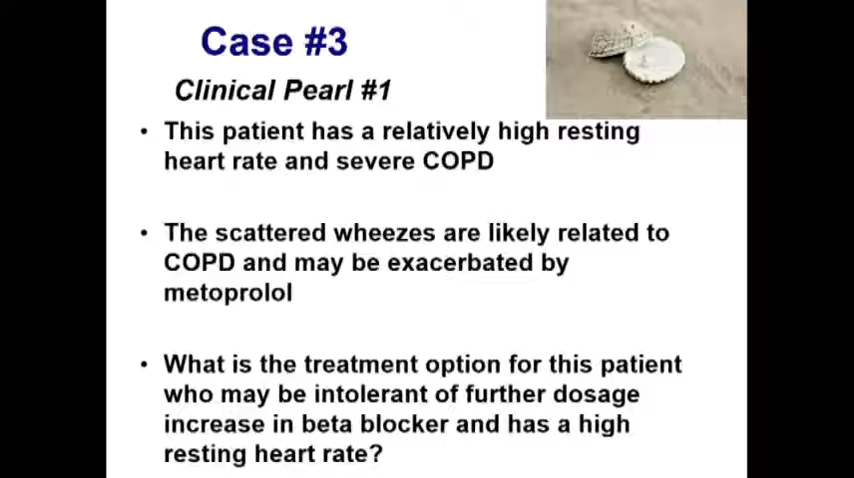 Case #3
Clinical Pearl #1
• This patient has a relatively high resting
heart rate and severe COPD
• The scattered wheezes are likely related to
COPD and may be exacerbated by
metoprolol
• What is the treatment option for this patient
who may be intolerant of further dosage
increase in beta blocker and has a high
resting heart rate?